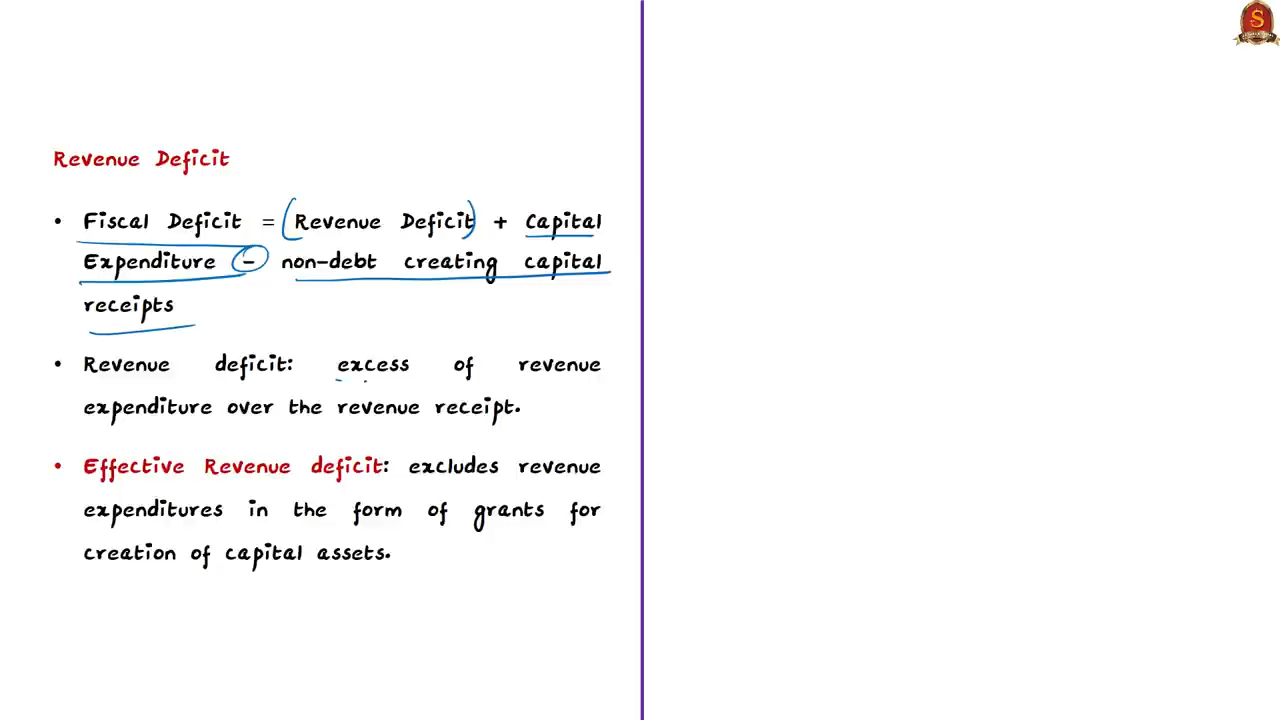 Revenue Deficit
• Fiscal Deficit = Revenue Deficit + Capital
Expenditure - non-debt creating capital
receipts
• Revenue deficit: excess of revenue
expenditure over the revenue receipt.
• Effective Revenue deficit: excludes revenue
expenditures in the form of grants for
creation of capital assets.
S